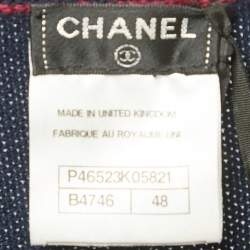 CHANEL
MADE IN UNITED KINGDOM
FABRIQUE AU ROYAUME UNI
P46523K05821
B4746 48